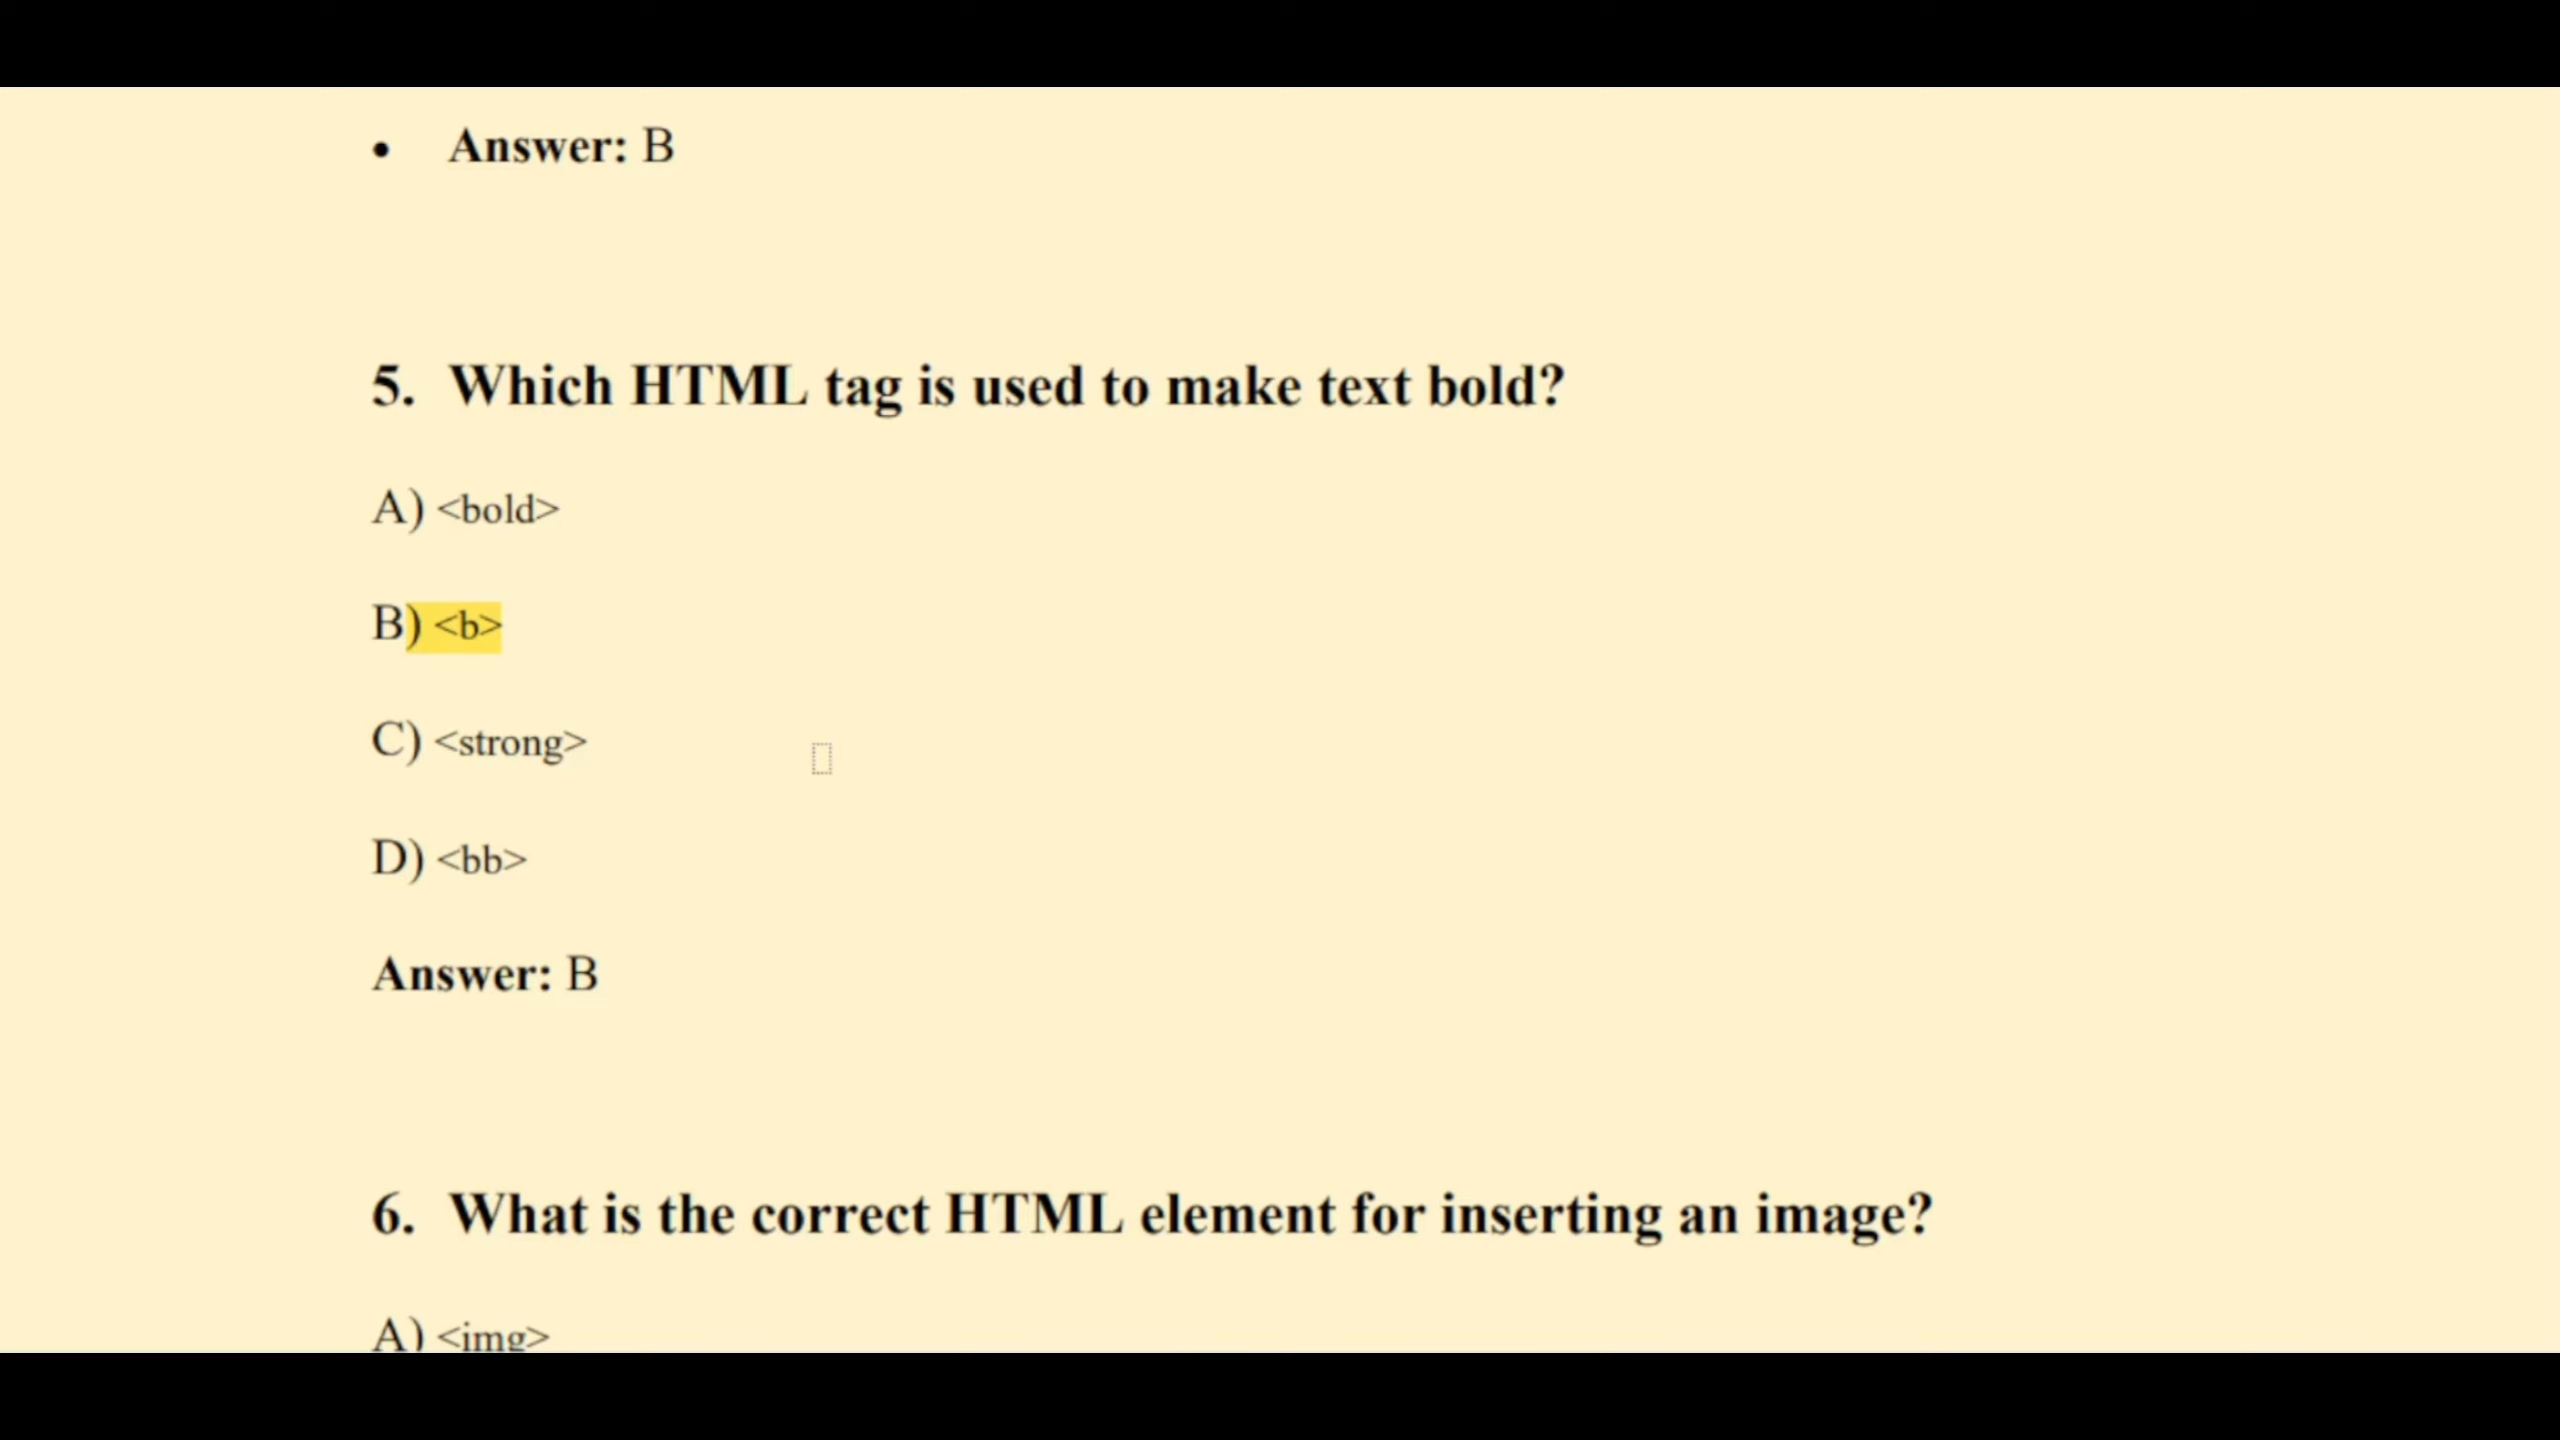 • Answer: B
5. Which HTML tag is used to make text bold?
A) <bold>
B) <b>
C) <strong>
D) <bb>
Answer: B
6. What is the correct HTML element for inserting an image?
A) <img>